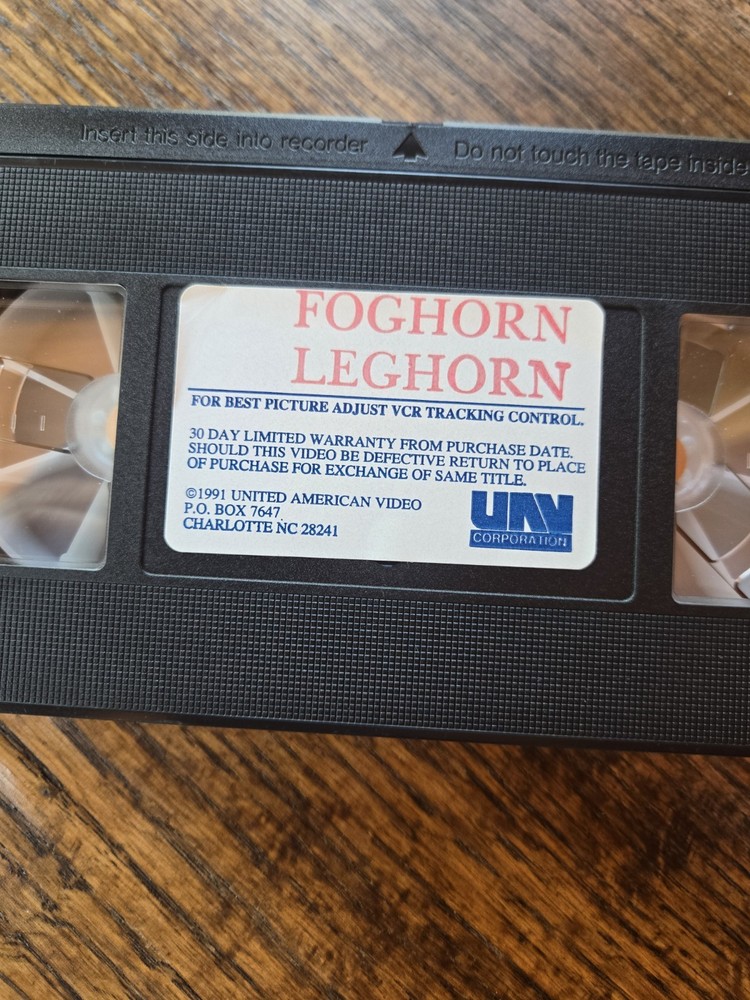 Insert this side into recorder
Do not touch the tape inside
FOGHORN
LEGHORN
FOR BEST PICTURE ADJUST VCR TRACKING CONTROL.
30 DAY LIMITED WARRANTY FROM PURCHASE DATE.
SHOULD THIS VIDEO BE DEFECTIVE RETURN TO PLACE
OF PURCHASE FOR EXCHANGE OF SAME TITLE.
©1991 UNITED AMERICAN VIDEO
P.O. BOX 7647
CHARLOTTE NC 28241
UAV
CORPORATION